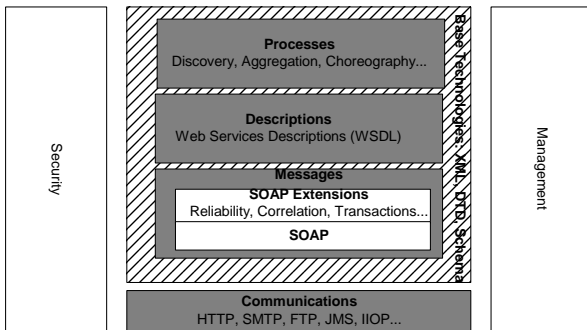 Security
Processes
Discovery, Aggregation, Choreography...
Descriptions
Web Services Descriptions (WSDL)
Messages
SOAP Extensions
Reliability, Correlation, Transactions...
SOAP
Base Technologies: XML, DTD, Schema
Management
Communications
HTTP, SMTP, FTP, JMS, IIOP...